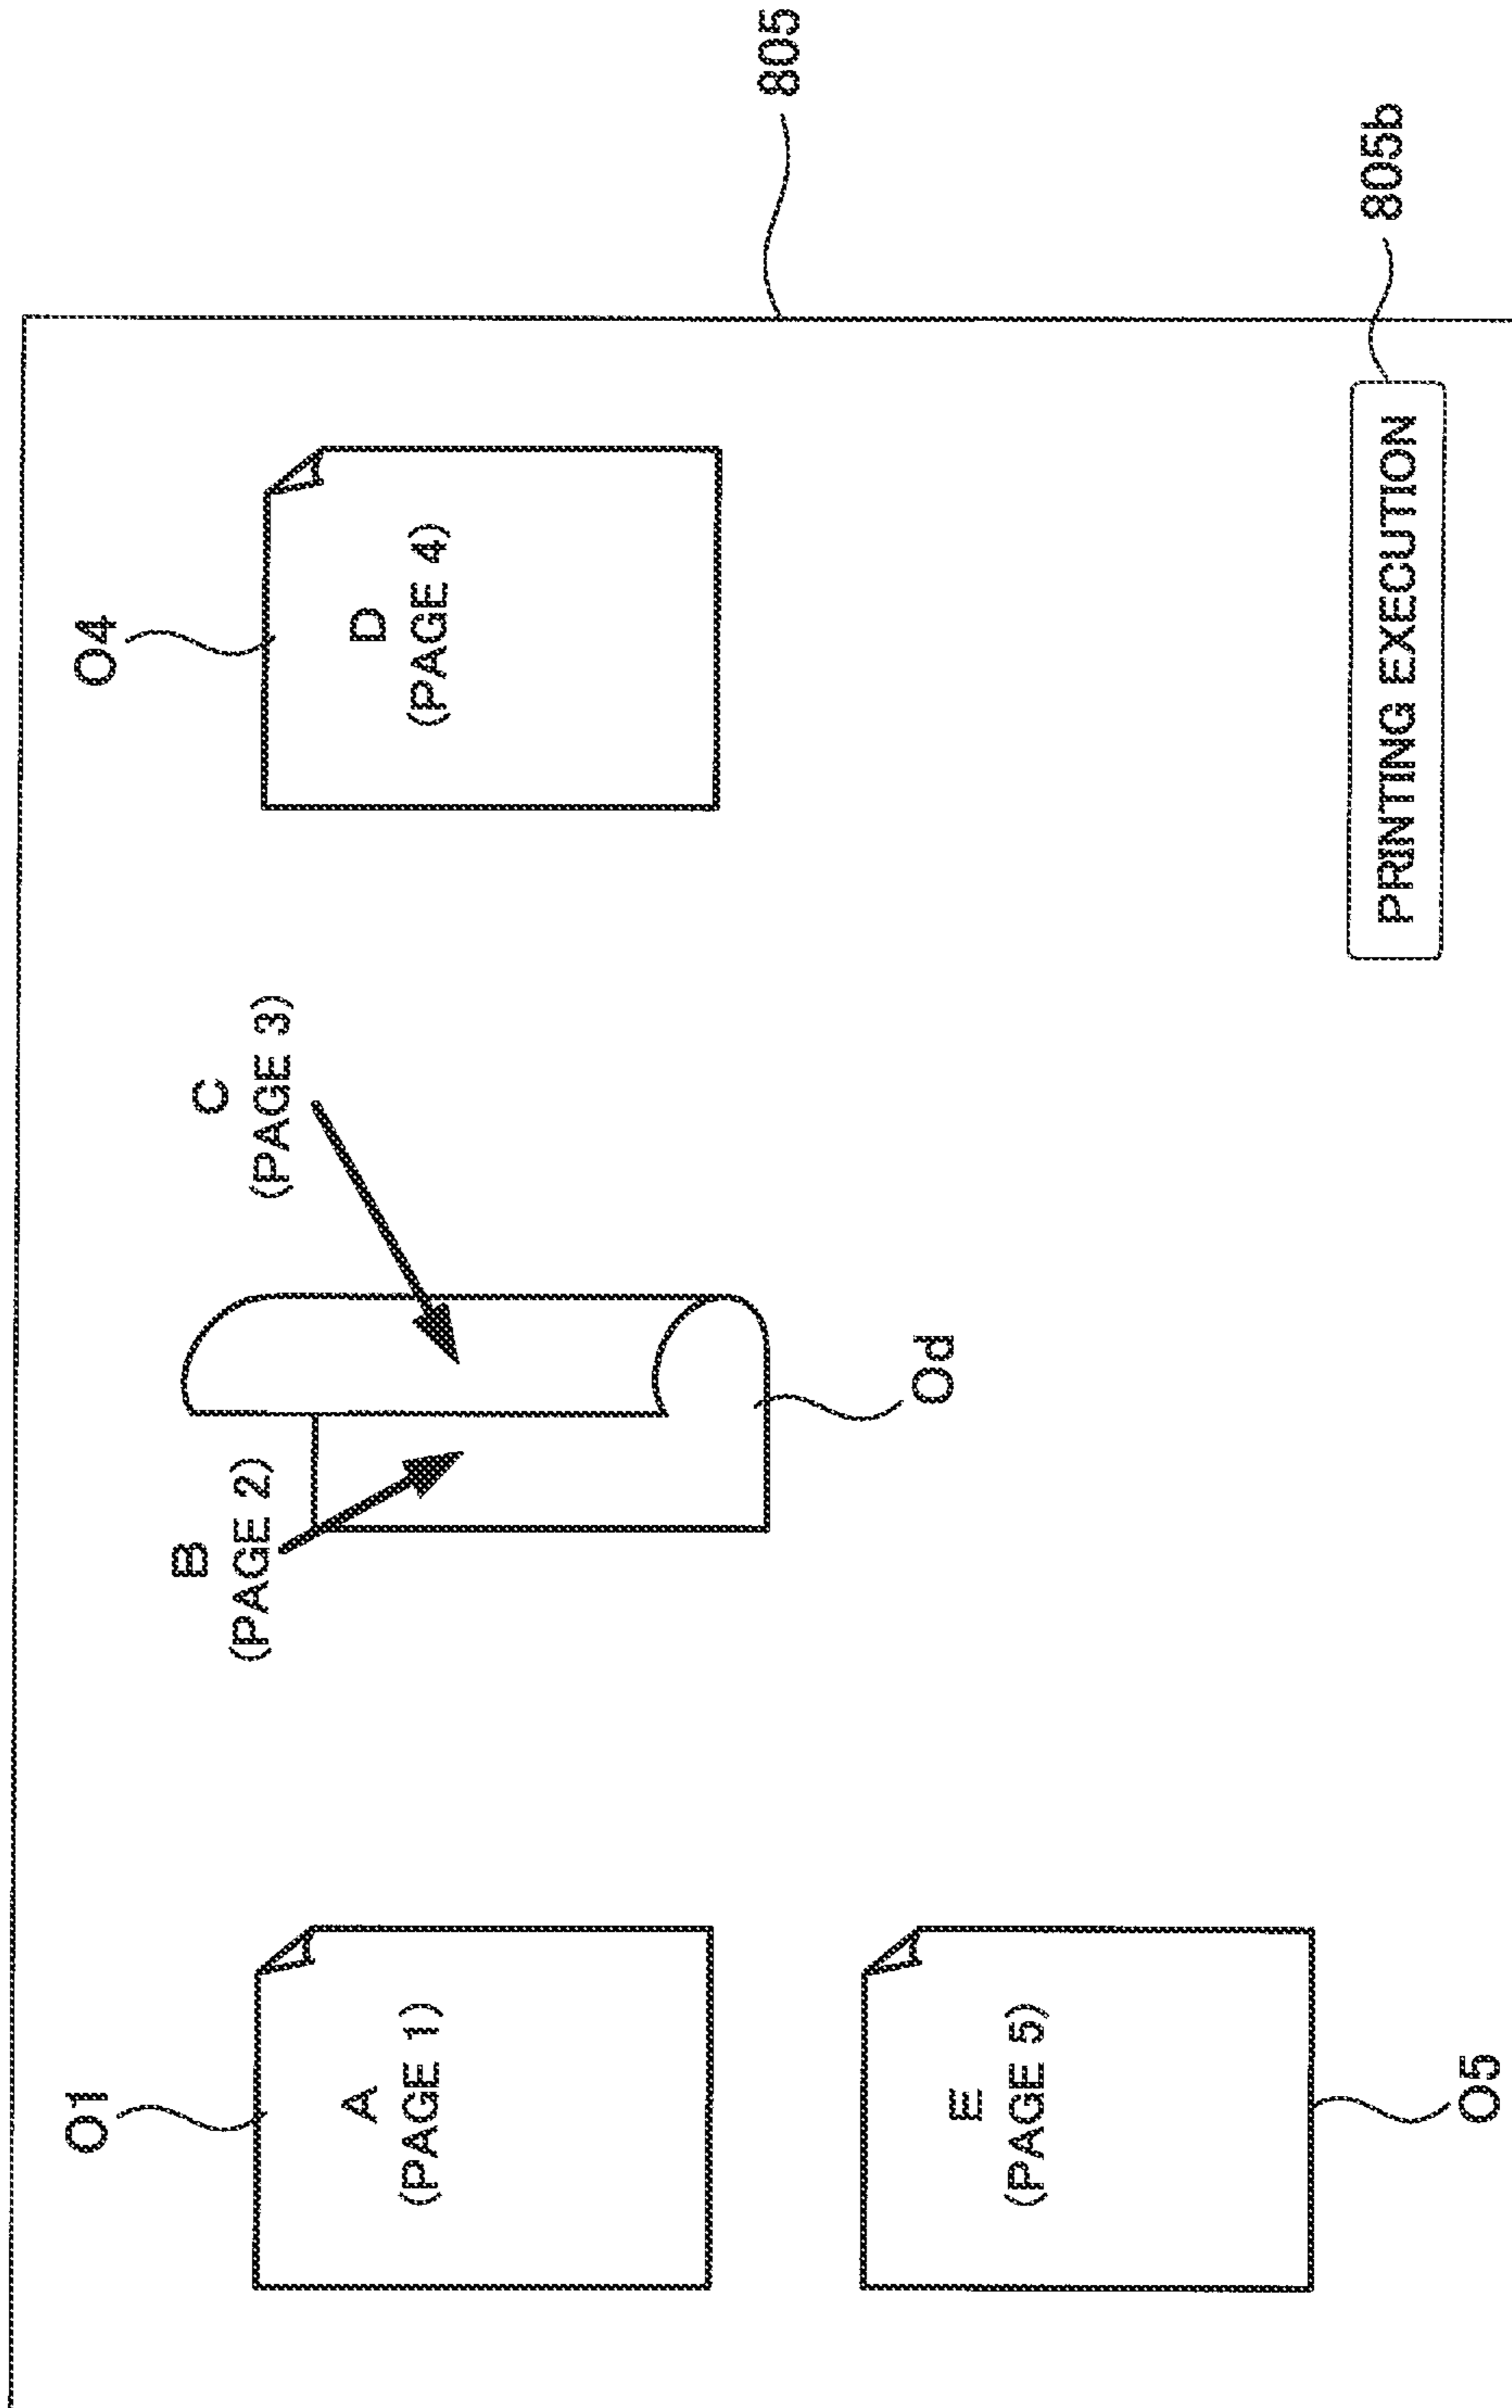 O1
A
(PAGE 1)
B
(PAGE 2)
C
(PAGE 3)
Od
O4
D
(PAGE 4)
805
E
(PAGE 5)
O5
PRINTING EXECUTION
805b